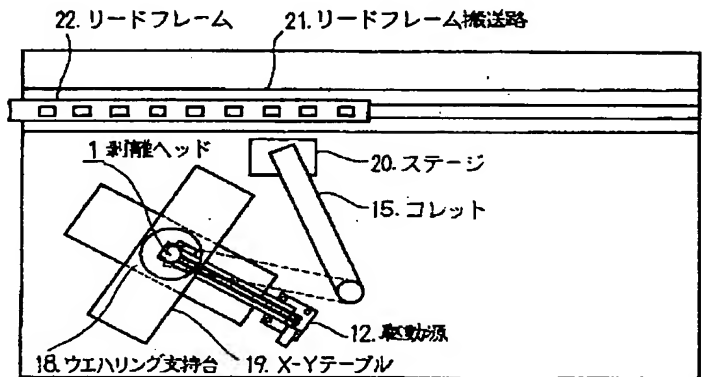 22.リードフレーム
21.リードフレーム搬送路
1剥離ヘッド
20.ステージ
15.コレット
12.駆動源
18.ウエハリング支持台
19.X-Yテーブル